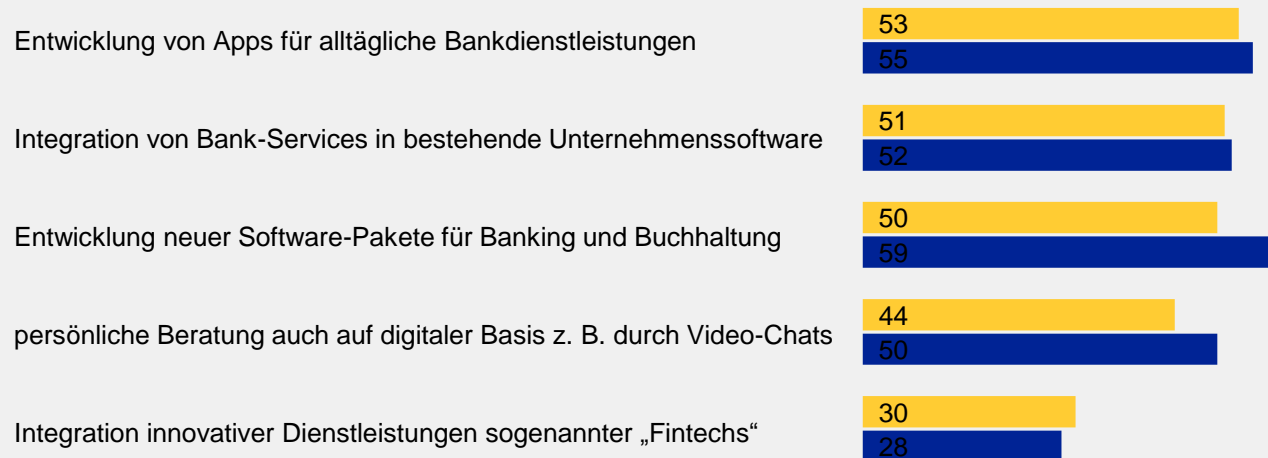 Entwicklung von Apps für alltägliche Bankdienstleistungen
53
55
Integration von Bank-Services in bestehende Unternehmenssoftware
51
52
Entwicklung neuer Software-Pakete für Banking und Buchhaltung
50
59
persönliche Beratung auch auf digitaler Basis z. B. durch Video-Chats
44
50
Integration innovativer Dienstleistungen sogenannter „Fintechs“
30
28